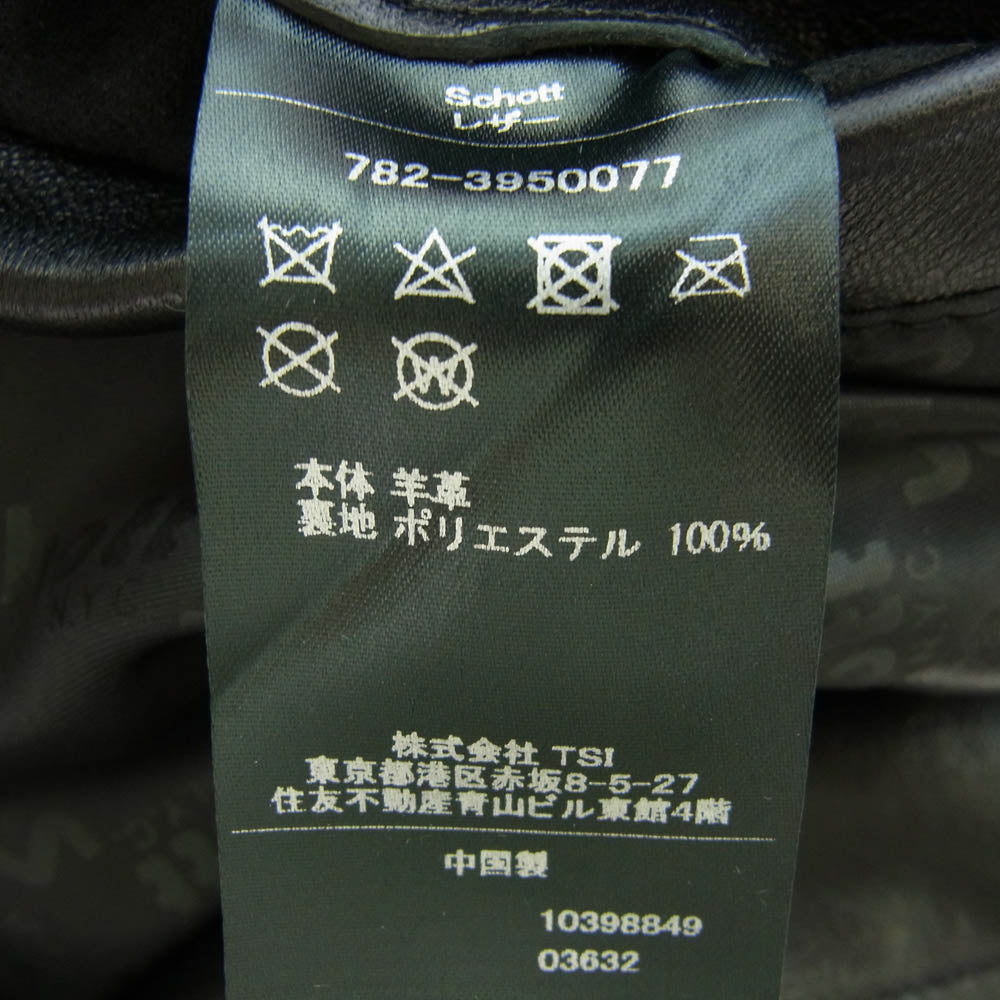 Schott
レザー
782-3950077
W
本体 羊革
裏地 ポリエステル 100%
株式会社 TSI
東京都港区赤坂8-5-27
住友不動産青山ビル東館4階
中国製
10398849
03632